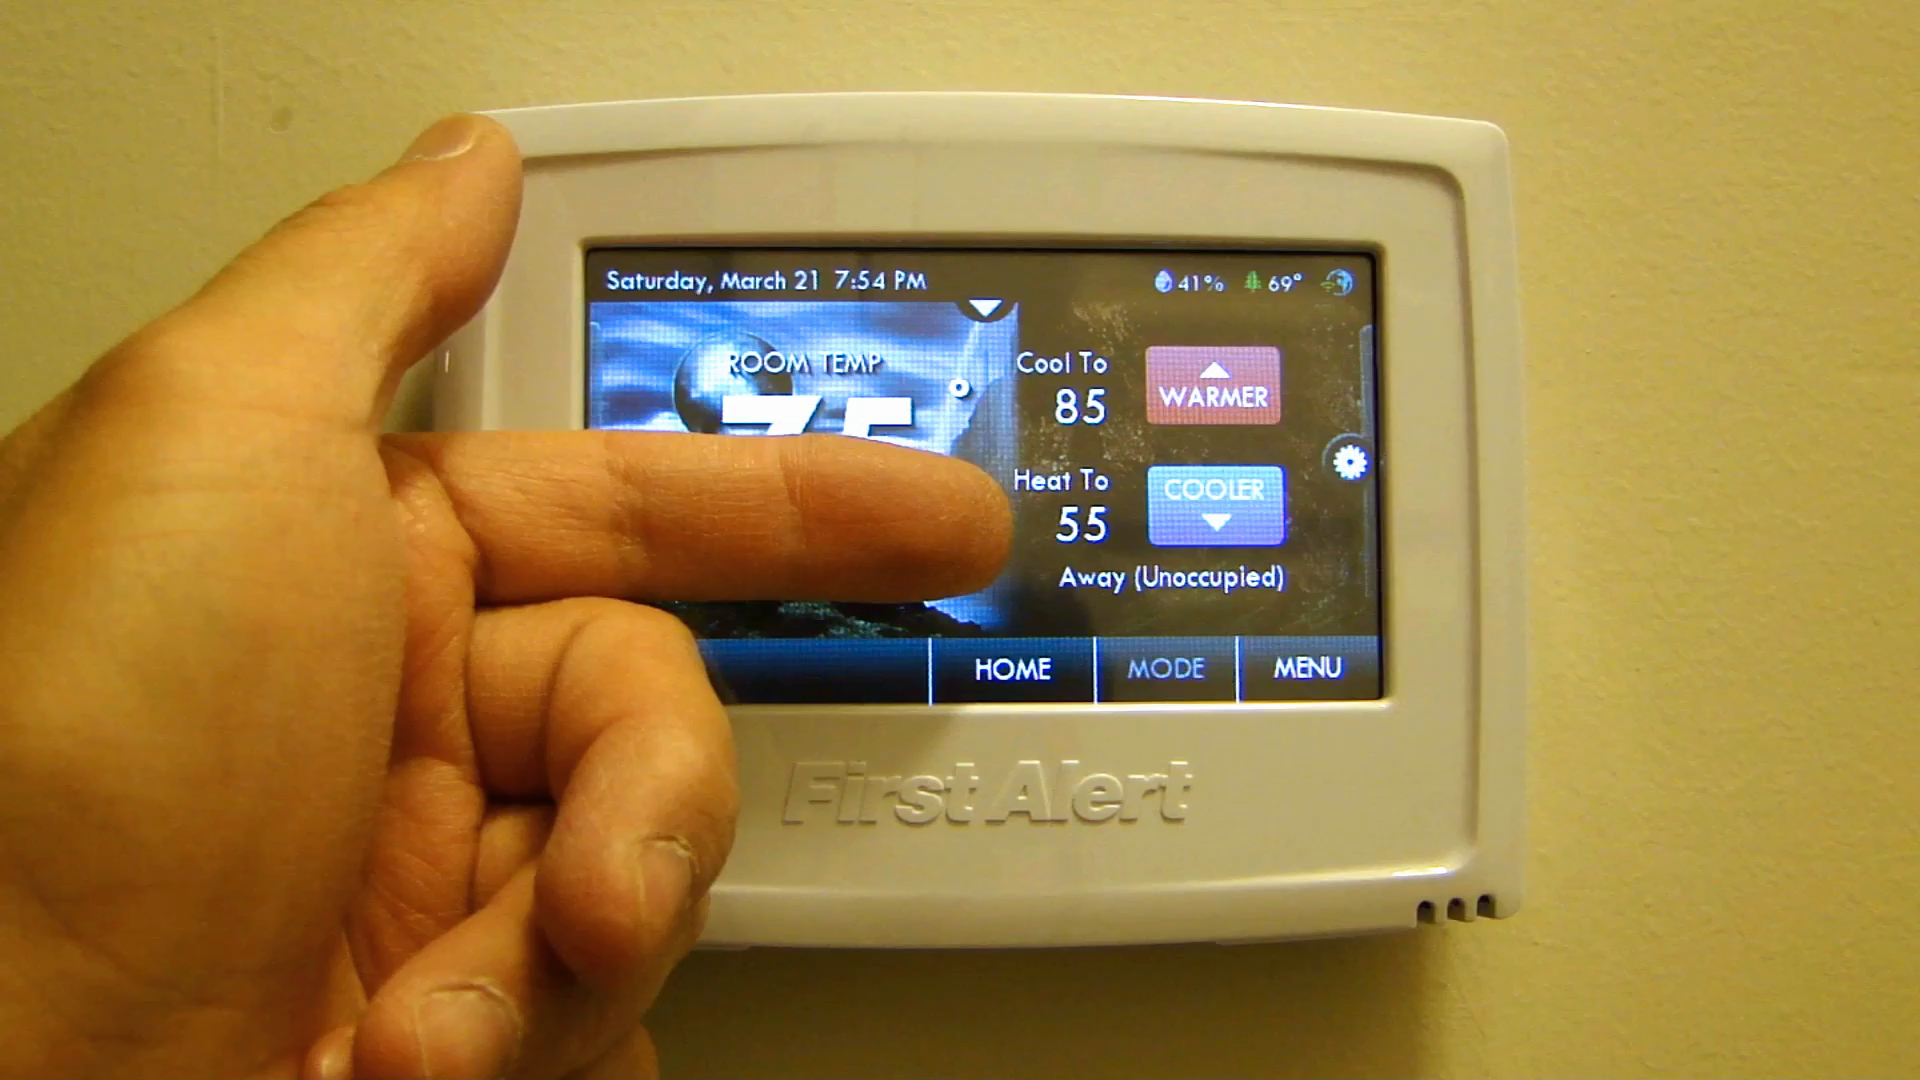 Saturday, March 21 7:54 PM
41% 69°
ROOM TEMP
Cool To
85
WARMER
Heat To
55
COOLER
Away (Unoccupied)
HOME MODE MENU
First Alert